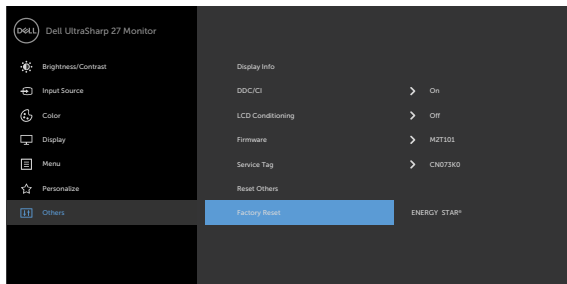 DELL Dell UltraSharp 27 Monitor
Brightness/Contrast
Input Source
Color
Display
Menu
Personalize
Others
Display Info
DDC/CI On
LCD Conditioning Off
Firmware M2T101
Service Tag CN073K0
Reset Others
Factory Reset ENERGY STAR®